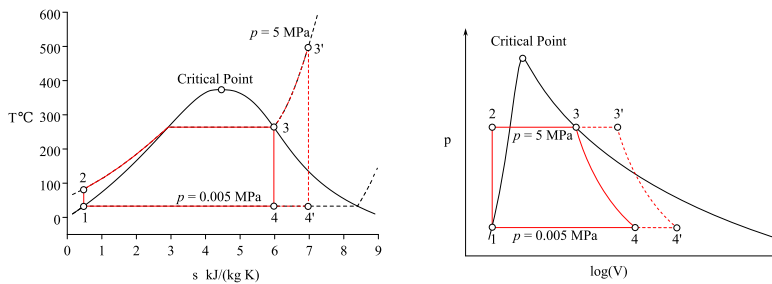 600
500
400
300
200
100
0
T℃
0 1 2 3 4 5 6 7 8 9
s kJ/(kg K)
p = 5 MPa
3'
Critical Point
3
2
1
p = 0.005 MPa
4
4'
Critical Point
p
2
3
3'
p = 5 MPa
1
p = 0.005 MPa
4
4'
log(V)